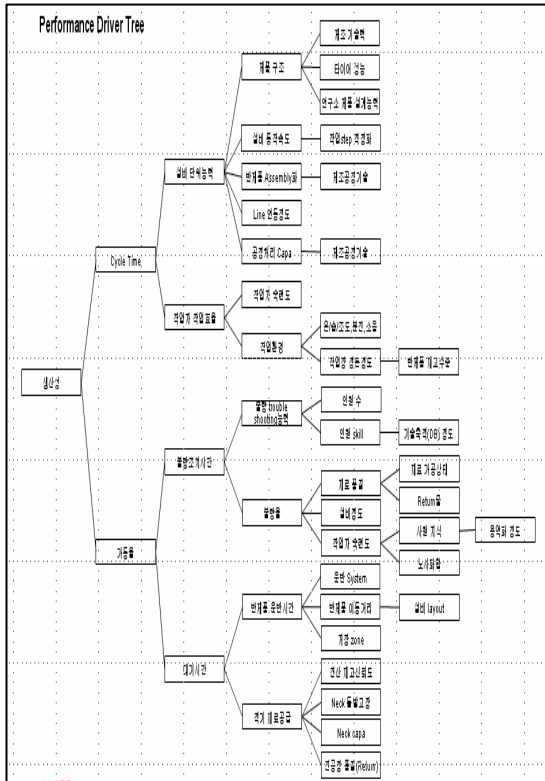 Performance Driver Tree
제조 기술력
제품 구조
타이어 성능
연구소 제품 설계능력
설비 동작속도
작업step 적정화
설비 단위능력
반제품 Assembly화
제조공정기술
Line 연동정도
Cycle Time
공정처리 Capa
제조공정기술
작업자 숙련도
작업자 작업효율
온/습/조도,분진,소음
작업환경
작업장 정돈정도
반제품 재고수준
생산성
불량 trouble
shooting능력
인원 수
인원 Skill
기술축적(DB) 정도
불량조치시간
재료 품질
재료 가공상태
Return율
불량율
설비정도
사원 지식
용역화 정도
작업자 숙련도
가동율
노사화합
운반 System
반제품 운반시간
반제품 이동거리
설비 layout
저장 zone
대기시간
전산 재고신뢰도
적기 재료공급
Neck 돌발고장
Neck capa
전공장 품질(Return)